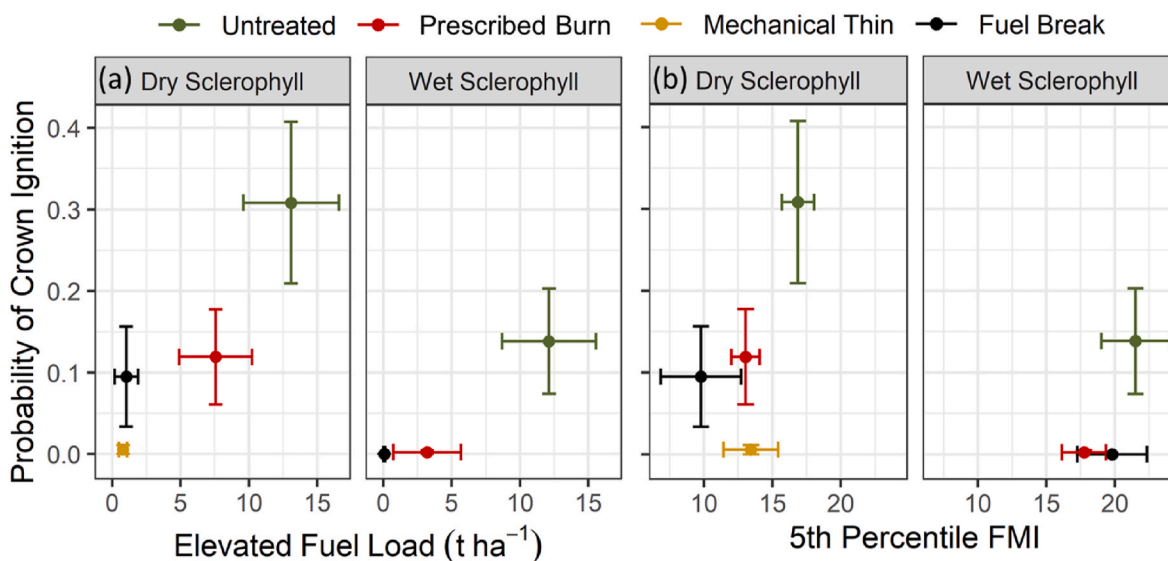 Untreated Prescribed Burn Mechanical Thin Fuel Break
(a) Dry Sclerophyll Wet Sclerophyll (b) Dry Sclerophyll Wet Sclerophyll
Probability of Crown Ignition
0.4
0.3
0.2
0.1
0.0
0 5 10 15 0 5 10 15 10 15 20 10 15 20
Elevated Fuel Load (t ha⁻¹) 5th Percentile FMI